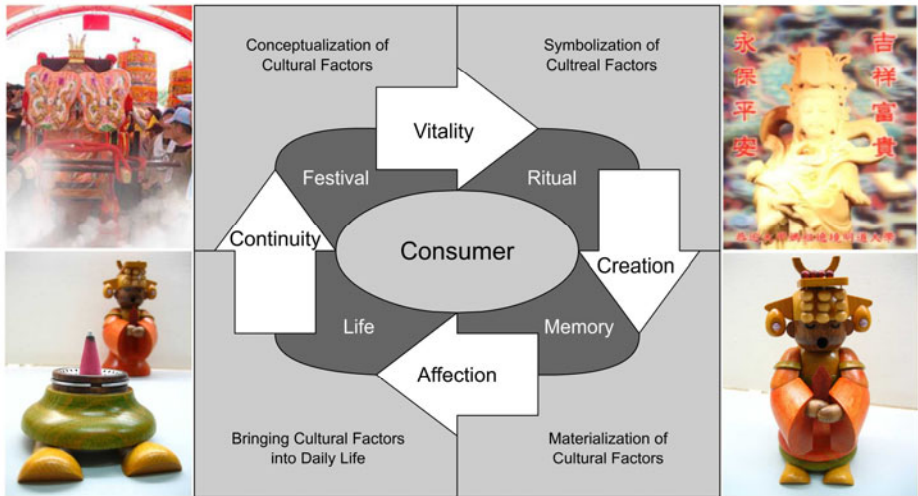 Conceptualization of
Cultural Factors
Symbolization of
Cultreal Factors
永保平安
吉祥富貴
Vitality
Festival
Ritual
Continuity
Consumer
Creation
Life
Memory
Affection
Bringing Cultural Factors
into Daily Life
Materialization of
Cultural Factors